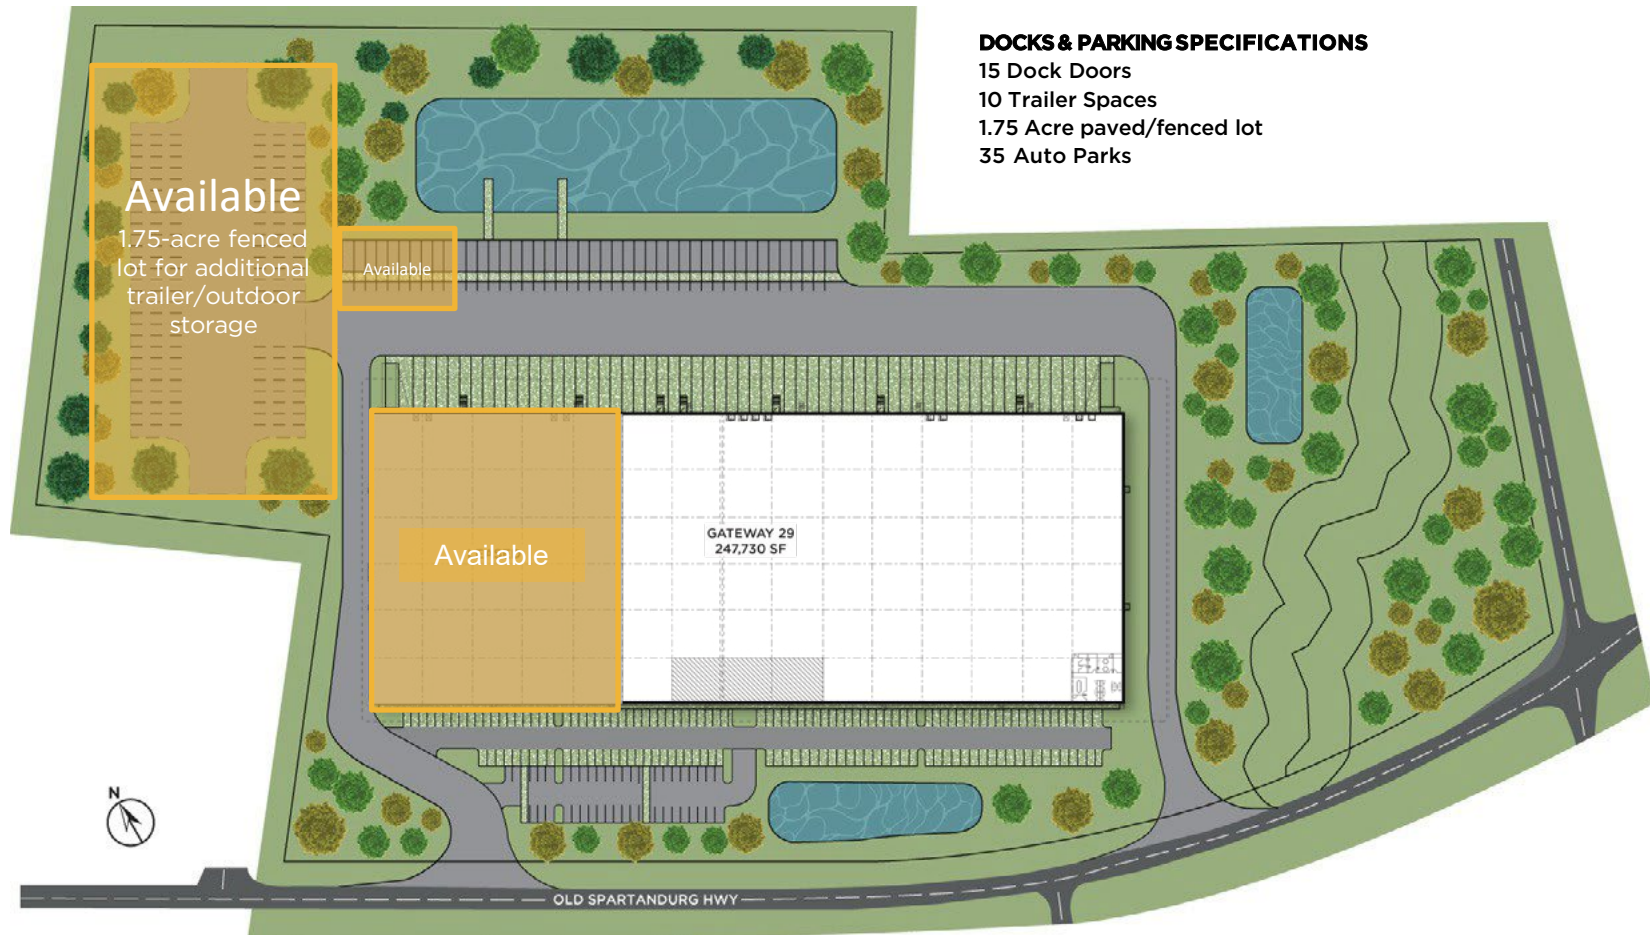 DOCKS & PARKING SPECIFICATIONS
15 Dock Doors
10 Trailer Spaces
1.75 Acre paved/fenced lot
35 Auto Parks
Available
1.75-acre fenced
lot for additional
trailer/outdoor
storage
Available
GATEWAY 29
247,730 SF
Available
N
OLD SPARTANDURG HWY